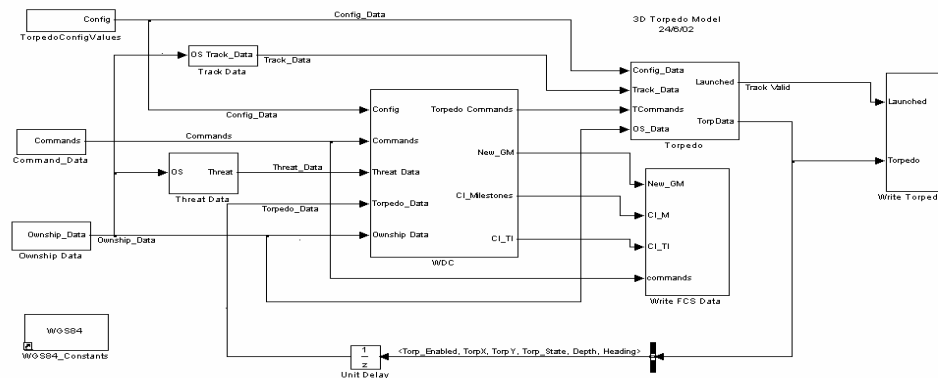 Config_Data
3D Torpedo Model
24/6/02
Config
TorpedoConfigValues
OS Track_Data
Track_Data
Track Data
Config_Data
Track_Data
TCommands
OS_Data
Launched
TorpData
Torpedo
Track Valid
Launched
Torpedo
Write Torped
Config_Data
Commands
Commands
Command_Data
OS Threat
Threat Data
Threat_Data
Torpedo_Data
Config
Commands
Threat Data
Torpedo_Data
Ownship Data
Torpedo Commands
New_GM
CI_Milestones
CI_TI
WDC
New_GM
CI_M
CI_TI
commands
Write FCS Data
Ownship_Data
Ownship_Data
Ownship Data
WGS84
WGS84_Constants
1
z
Unit Delay
<Torp_Enabled, TorpX, TorpY, Torp_State, Depth, Heading>